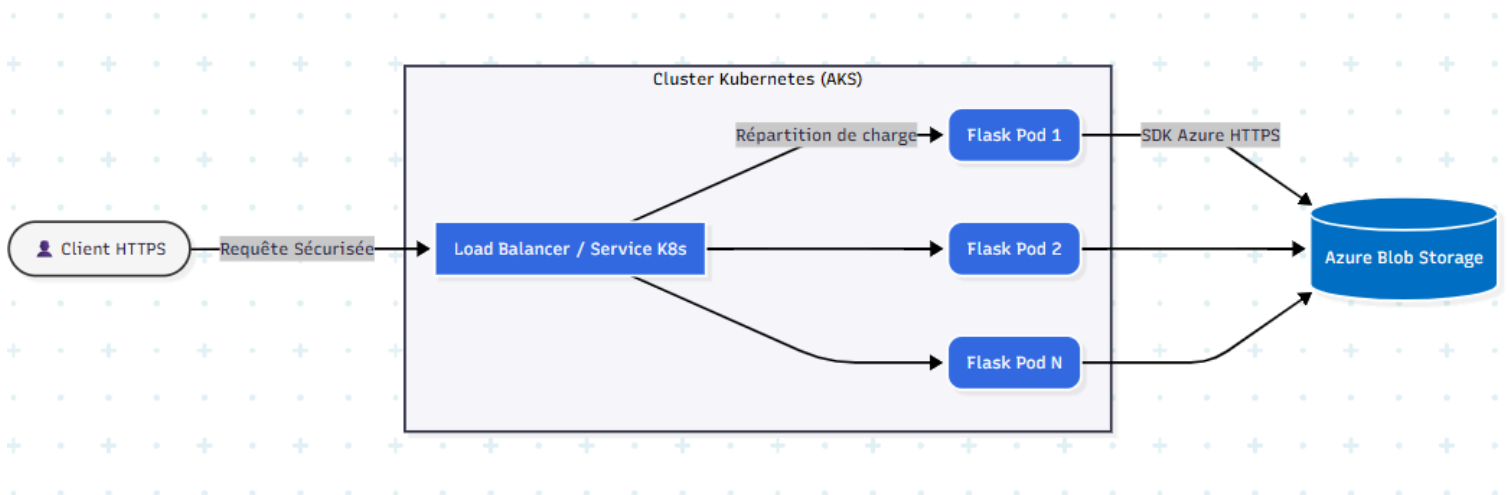 Cluster Kubernetes (AKS)
Répartition de charge
Flask Pod 1
SDK Azure HTTPS
Client HTTPS
Requête Sécurisée
Load Balancer / Service K8s
Flask Pod 2
Azure Blob Storage
Flask Pod N